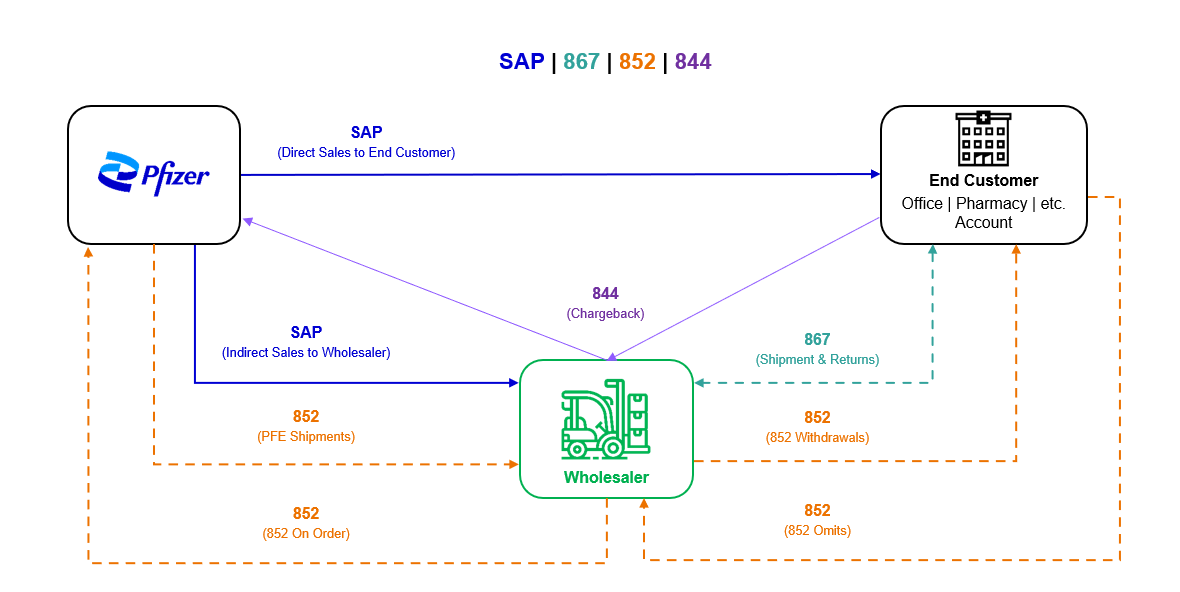 SAP | 867 | 852 | 844
Pfizer
SAP
(Direct Sales to End Customer)
End Customer
Office | Pharmacy | etc.
Account
844
(Chargeback)
SAP
(Indirect Sales to Wholesaler)
867
(Shipment & Returns)
852
(PFE Shipments)
852
(852 Withdrawals)
Wholesaler
852
(852 On Order)
852
(852 Omits)